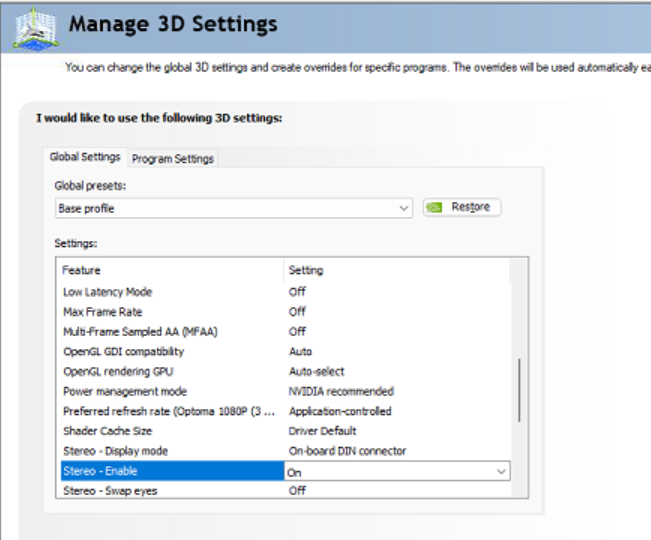 Manage 3D Settings
You can change the global 3D settings and create overrides for specific programs. The overrides will be used automatically ea
I would like to use the following 3D settings:
Global Settings Program Settings
Global presets:
Base profile Restore
Settings:
Feature Setting
Low Latency Mode Off
Max Frame Rate Off
Multi-Frame Sampled AA (MFAA) Off
OpenGL GDI compatibility Auto
OpenGL rendering GPU Auto-select
Power management mode NVIDIA recommended
Preferred refresh rate (Optoma 1080P (3 ... Application-controlled
Shader Cache Size Driver Default
Stereo - Display mode On-board DIN connector
Stereo - Enable On
Stereo - Swap eyes Off